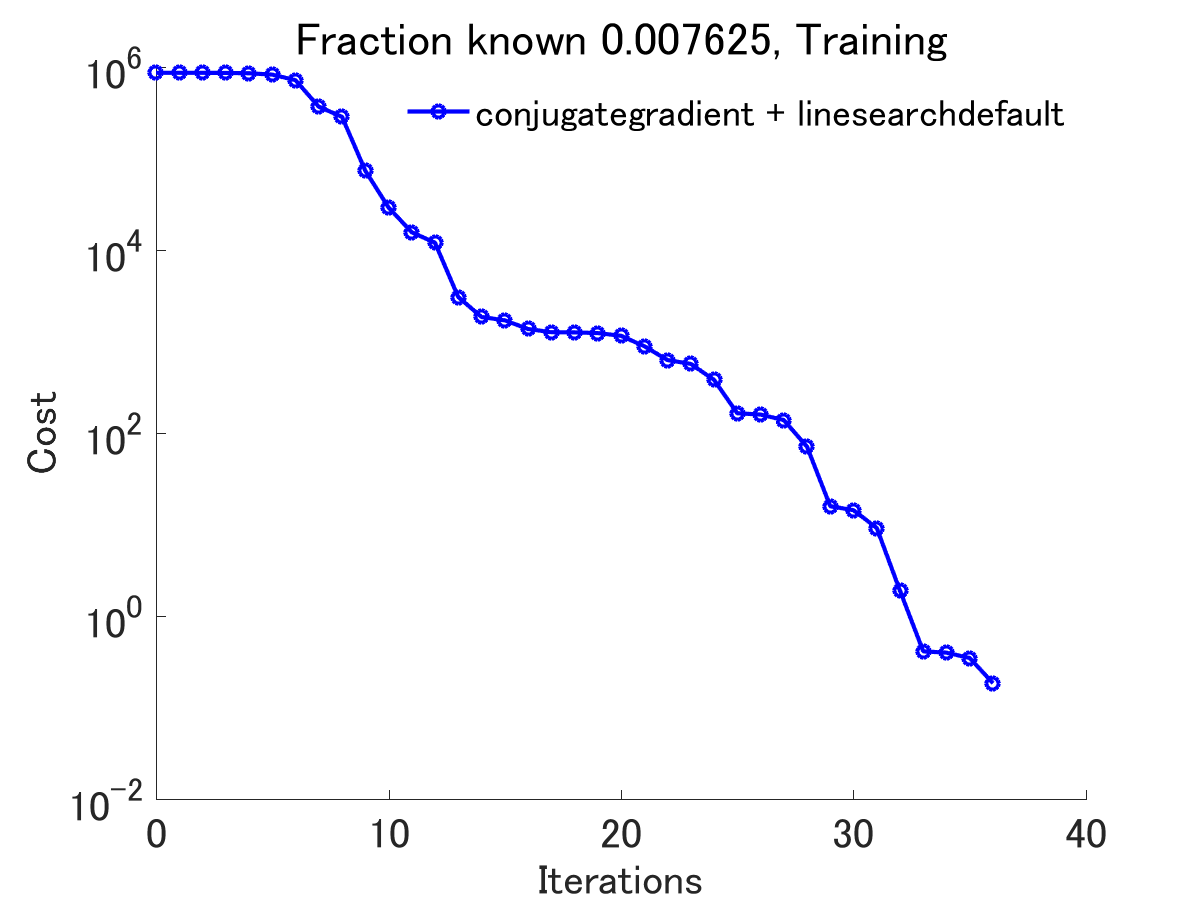 Fraction known 0.007625, Training
conjugategradient + linesearchdefault
10^6
10^4
10^2
10^0
10^-2
Cost
0 10 20 30 40
Iterations